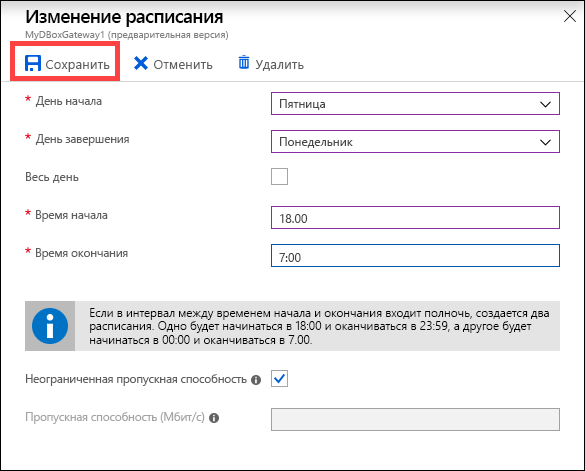 Изменение расписания
MyDBoxGateway1 (предварительная версия)
Сохранить Отменить Удалить
* День начала Пятница
* День завершения Понедельник
Весь день
* Время начала 18.00
* Время окончания 7:00
Если в интервал между временем начала и окончания входит полночь, создается два
расписания. Одно будет начинаться в 18:00 и оканчиваться в 23:59, а другое будет
начинаться в 00:00 и оканчиваться в 7.00.
Неограниченная пропускная способность
Пропускная способность (Мбит/с)